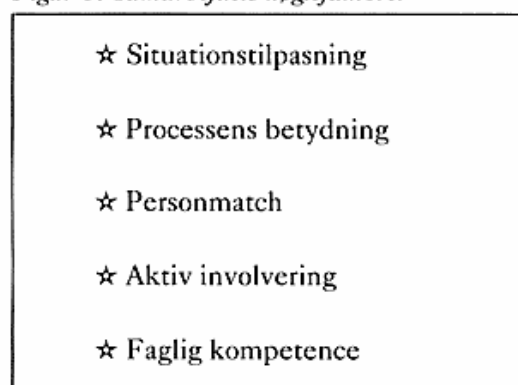 ☆ Situationstilpasning
☆ Processens betydning
☆ Personmatch
☆ Aktiv involvering
☆ Faglig kompetence